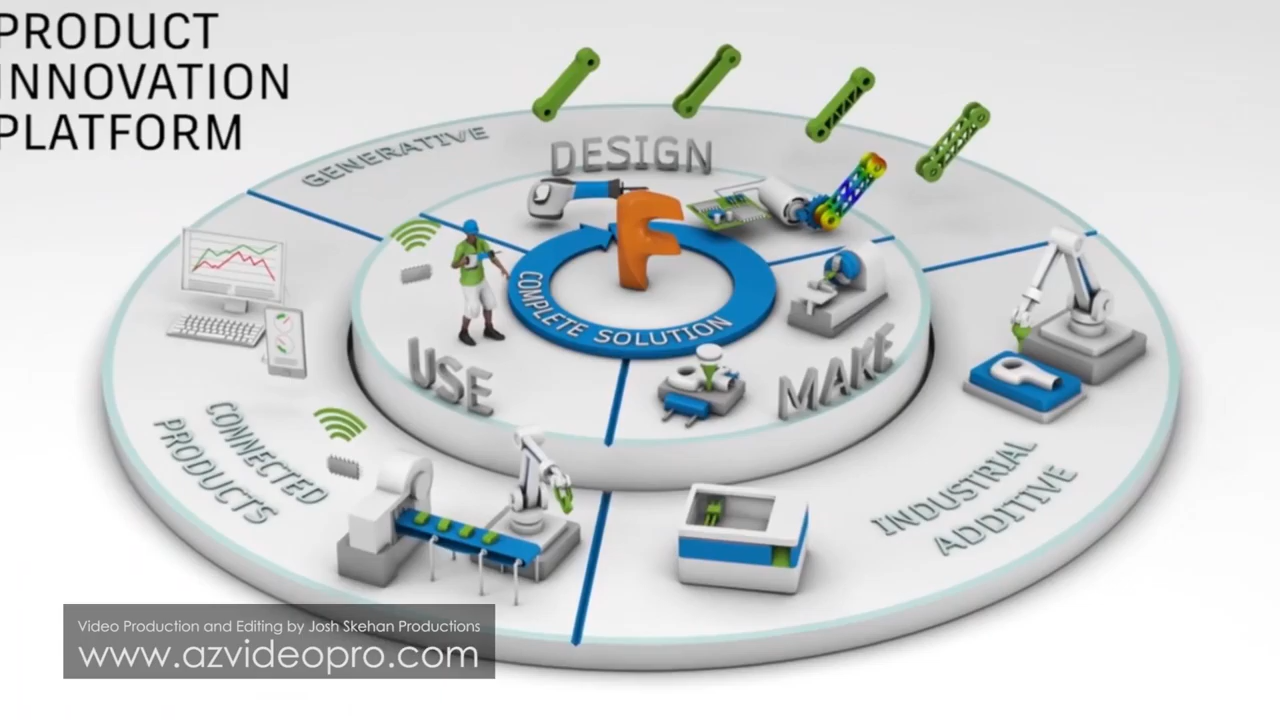 PRODUCT
INNOVATION
PLATFORM
GENERATIVE
DESIGN
F
COMPLETE SOLUTION
USE
MAKE
CONNECTED
PRODUCTS
INDUSTRIAL
ADDITIVE
Video Production and Editing by Josh Skehan Productions
www.azvideopro.com